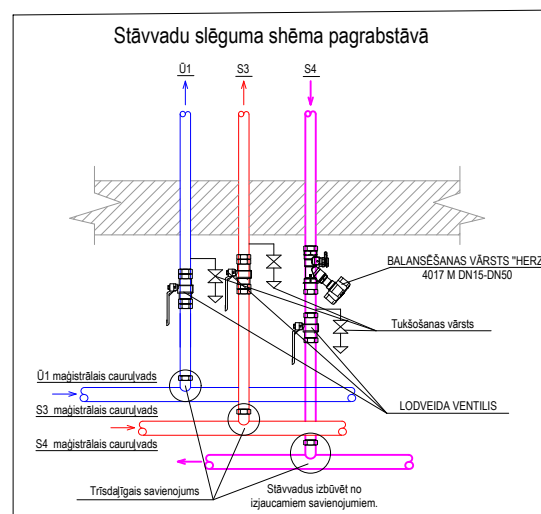 Stāvvadu slēguma shēma pagrabstāvā
Ū1
S3
S4
BALANSĒŠANAS VĀRSTS "HERZ
4017 M DN15-DN50
Tukšošanas vārsts
Ū1 maģistrālais cauruļvads
S3 maģistrālais cauruļvads
LODVEIDA VENTILIS
S4 maģistrālais cauruļvads
Trīsdaļīgais savienojums
Stāvvadus izbūvēt no
izjaucamiem savienojumiem.